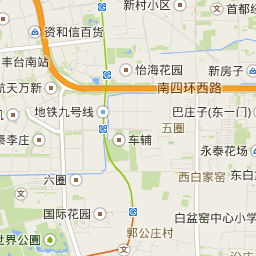 新村小区
首都经
资和信百货
丰台南站
怡海花园
新房子
航天万新
南四环西路
地铁九号线
巴庄子(东一门)
五圈
秦李庄
车辅
永泰花场
西白家窑
东白
六圈
国际花园
白盆窑中心小学
郭公庄村
世界公園